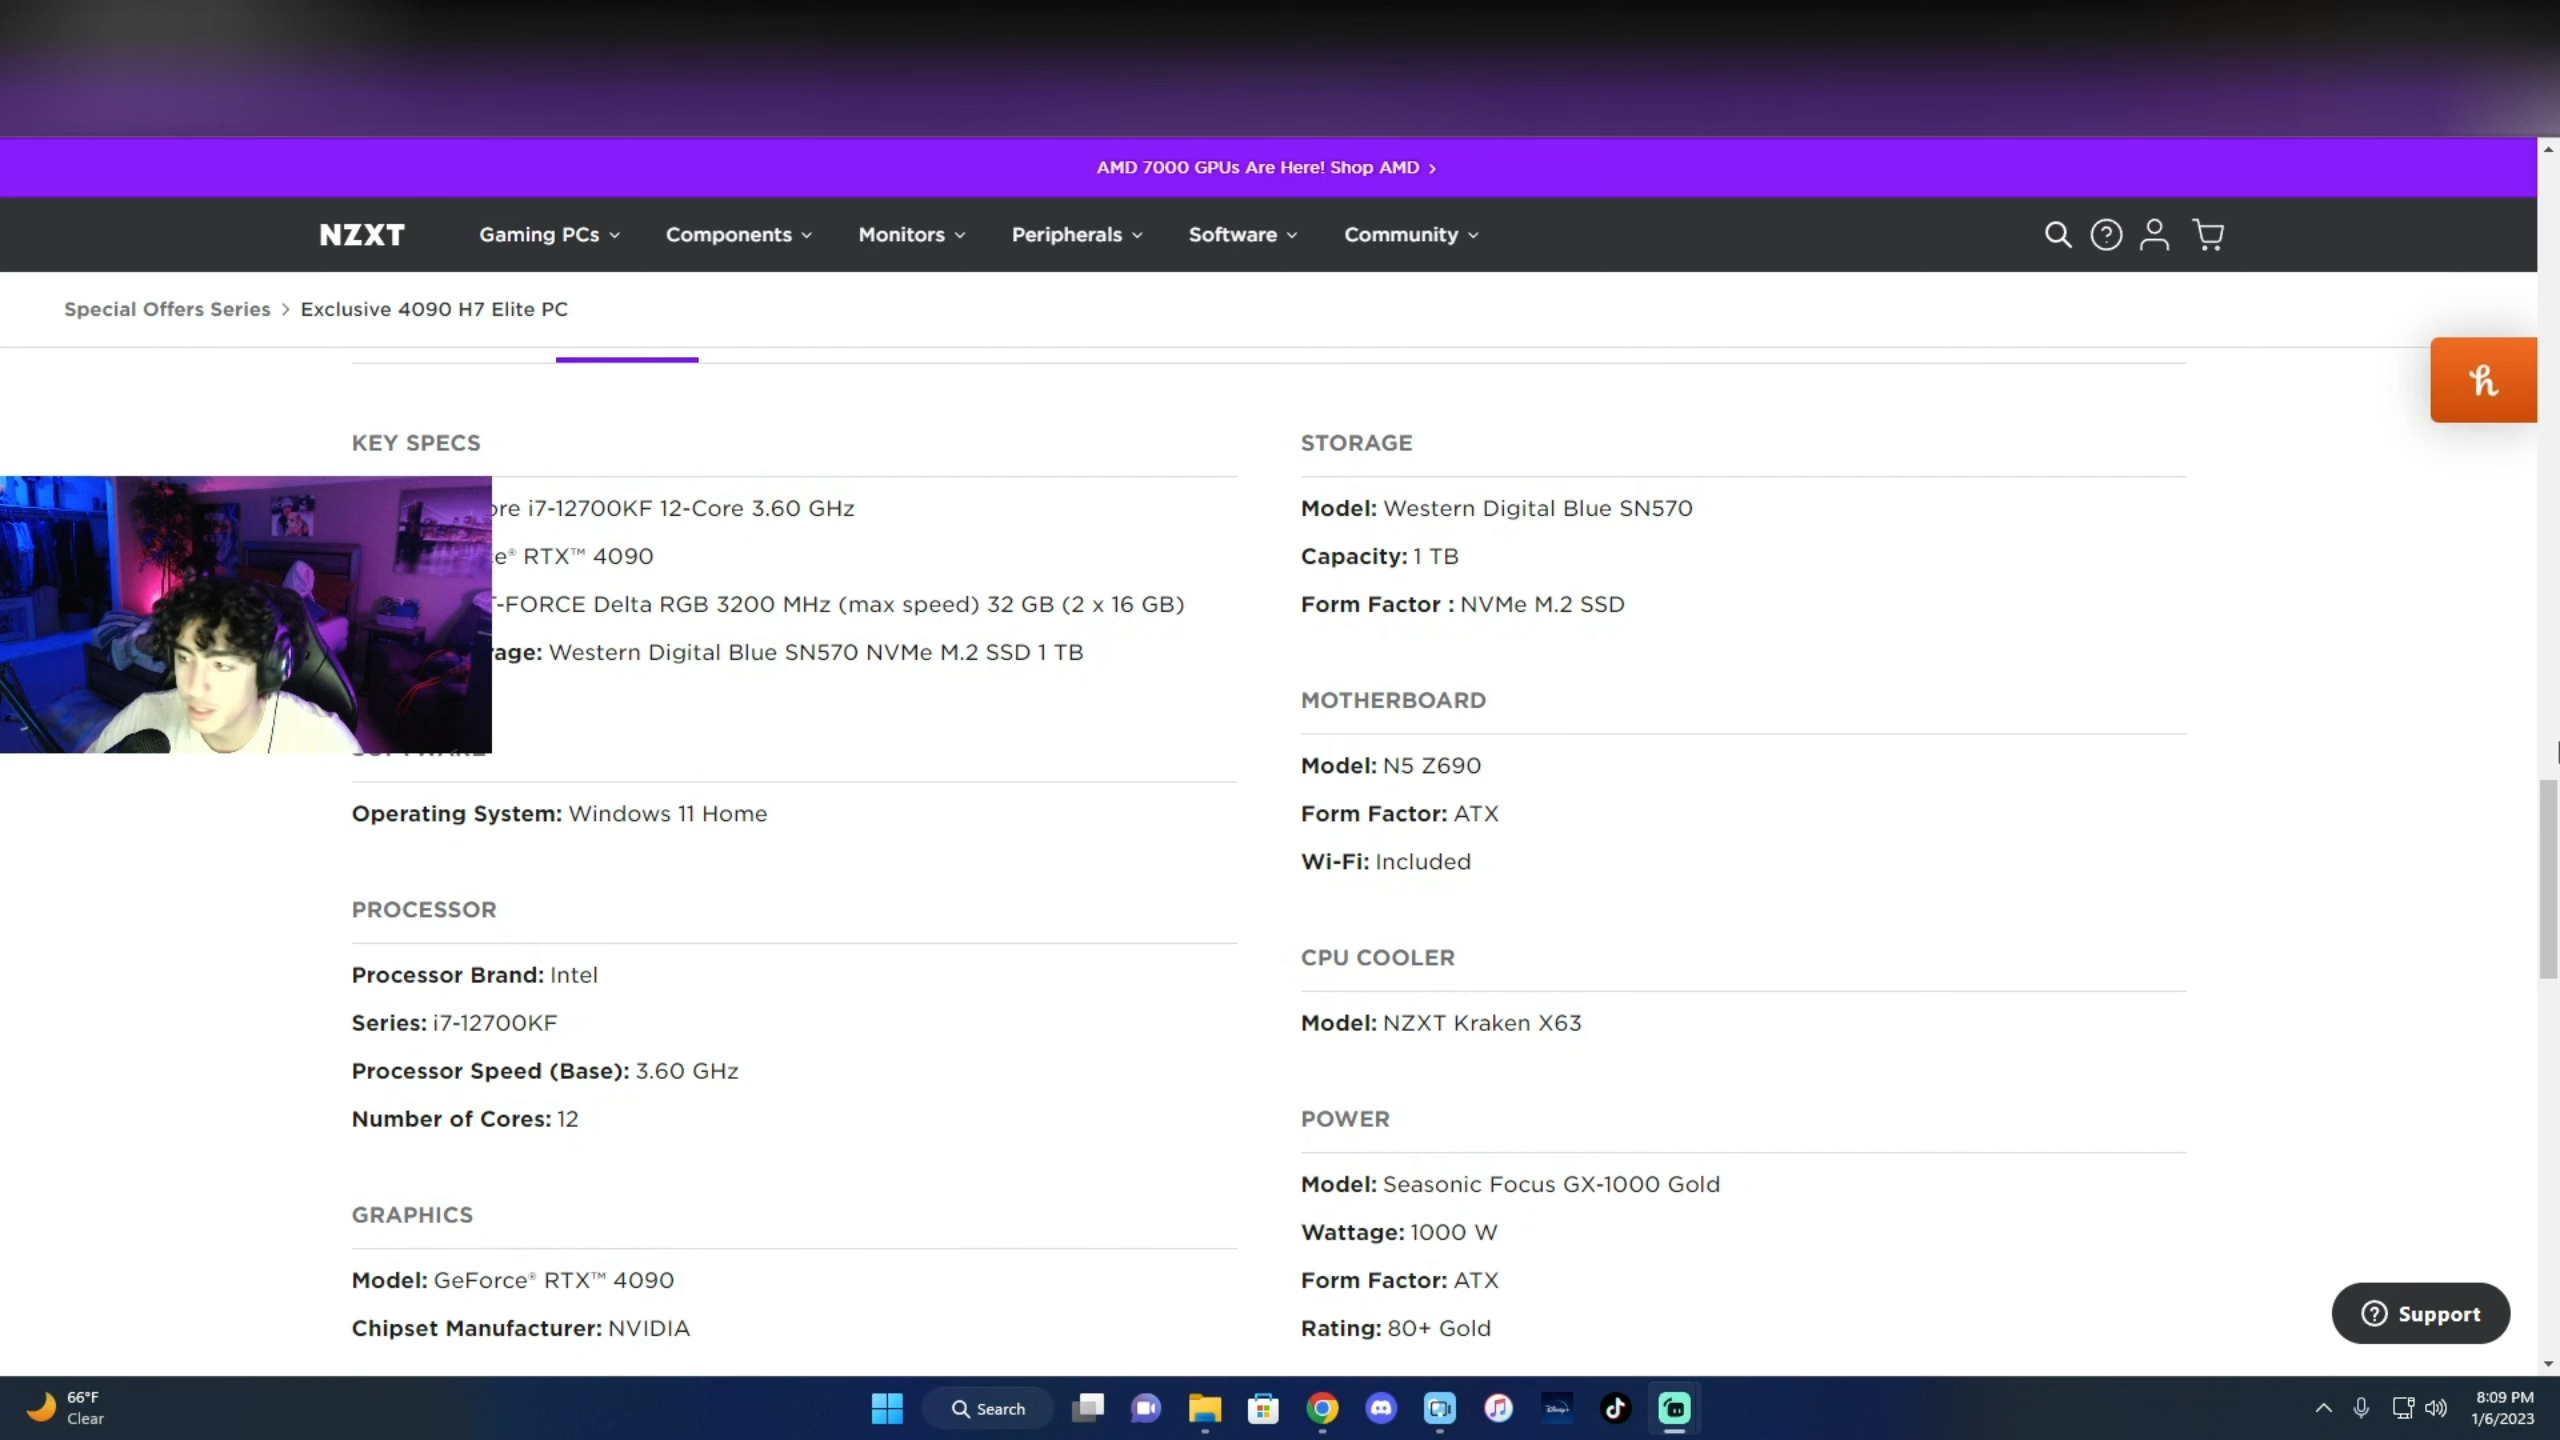 AMD 7000 GPUs Are Here! Shop AMD >
NZXT
Gaming PCs
Components
Monitors
Peripherals
Software
Community
Special Offers Series > Exclusive 4090 H7 Elite PC
KEY SPECS
ore i7-12700KF 12-Core 3.60 GHz
e® RTX™ 4090
-FORCE Delta RGB 3200 MHz (max speed) 32 GB (2 x 16 GB)
rage: Western Digital Blue SN570 NVMe M.2 SSD 1 TB
Operating System: Windows 11 Home
PROCESSOR
Processor Brand: Intel
Series: i7-12700KF
Processor Speed (Base): 3.60 GHz
Number of Cores: 12
GRAPHICS
Model: GeForce® RTX™ 4090
Chipset Manufacturer: NVIDIA
STORAGE
Model: Western Digital Blue SN570
Capacity: 1 TB
Form Factor : NVMe M.2 SSD
MOTHERBOARD
Model: N5 Z690
Form Factor: ATX
Wi-Fi: Included
CPU COOLER
Model: NZXT Kraken X63
POWER
Model: Seasonic Focus GX-1000 Gold
Wattage: 1000 W
Form Factor: ATX
Rating: 80+ Gold
Support
66°F
Clear
Search
Disney+
8:09 PM
1/6/2023